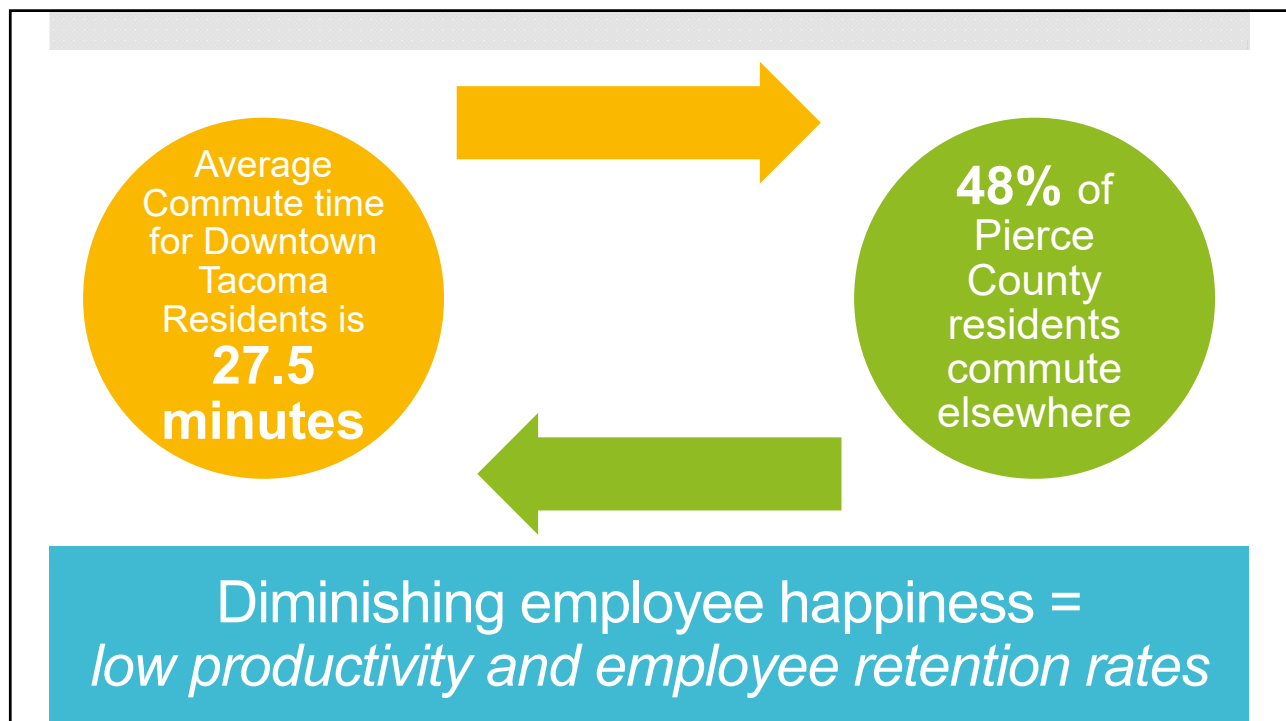 Average
Commute time
for Downtown
Tacoma
Residents is
27.5
minutes
48% of
Pierce
County
residents
commute
elsewhere
Diminishing employee happiness =
low productivity and employee retention rates